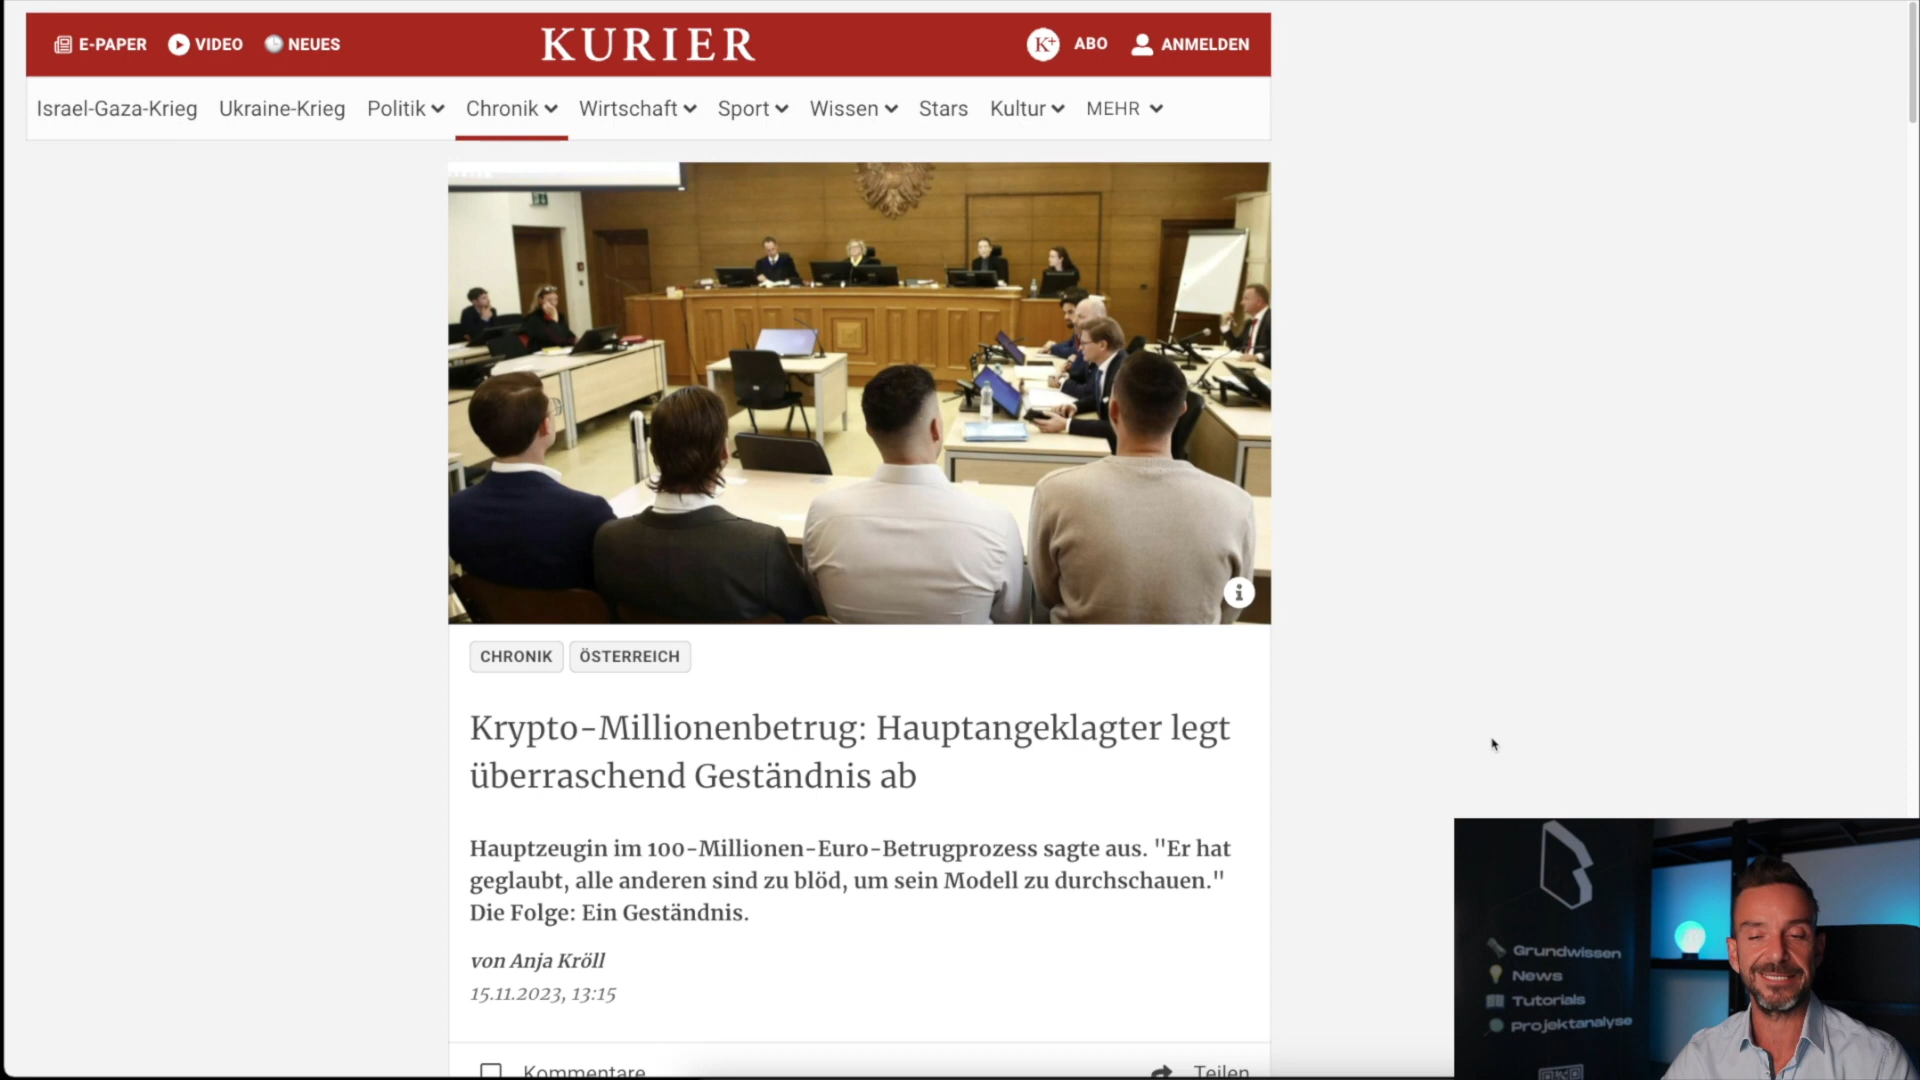 E-PAPER VIDEO NEUES KURIER K+ ABO ANMELDEN
Israel-Gaza-Krieg Ukraine-Krieg Politik Chronik Wirtschaft Sport Wissen Stars Kultur MEHR
CHRONIK ÖSTERREICH
Krypto-Millionenbetrug: Hauptangeklagter legt
überraschend Geständnis ab
Hauptzeugin im 100-Millionen-Euro-Betrugprozess sagte aus. "Er hat
geglaubt, alle anderen sind zu blöd, um sein Modell zu durchschauen."
Die Folge: Ein Geständnis.
von Anja Kröll
15.11.2023, 13:15
Kommentare Teilen
Grundwissen
News
Tutorials
Projektanalyse